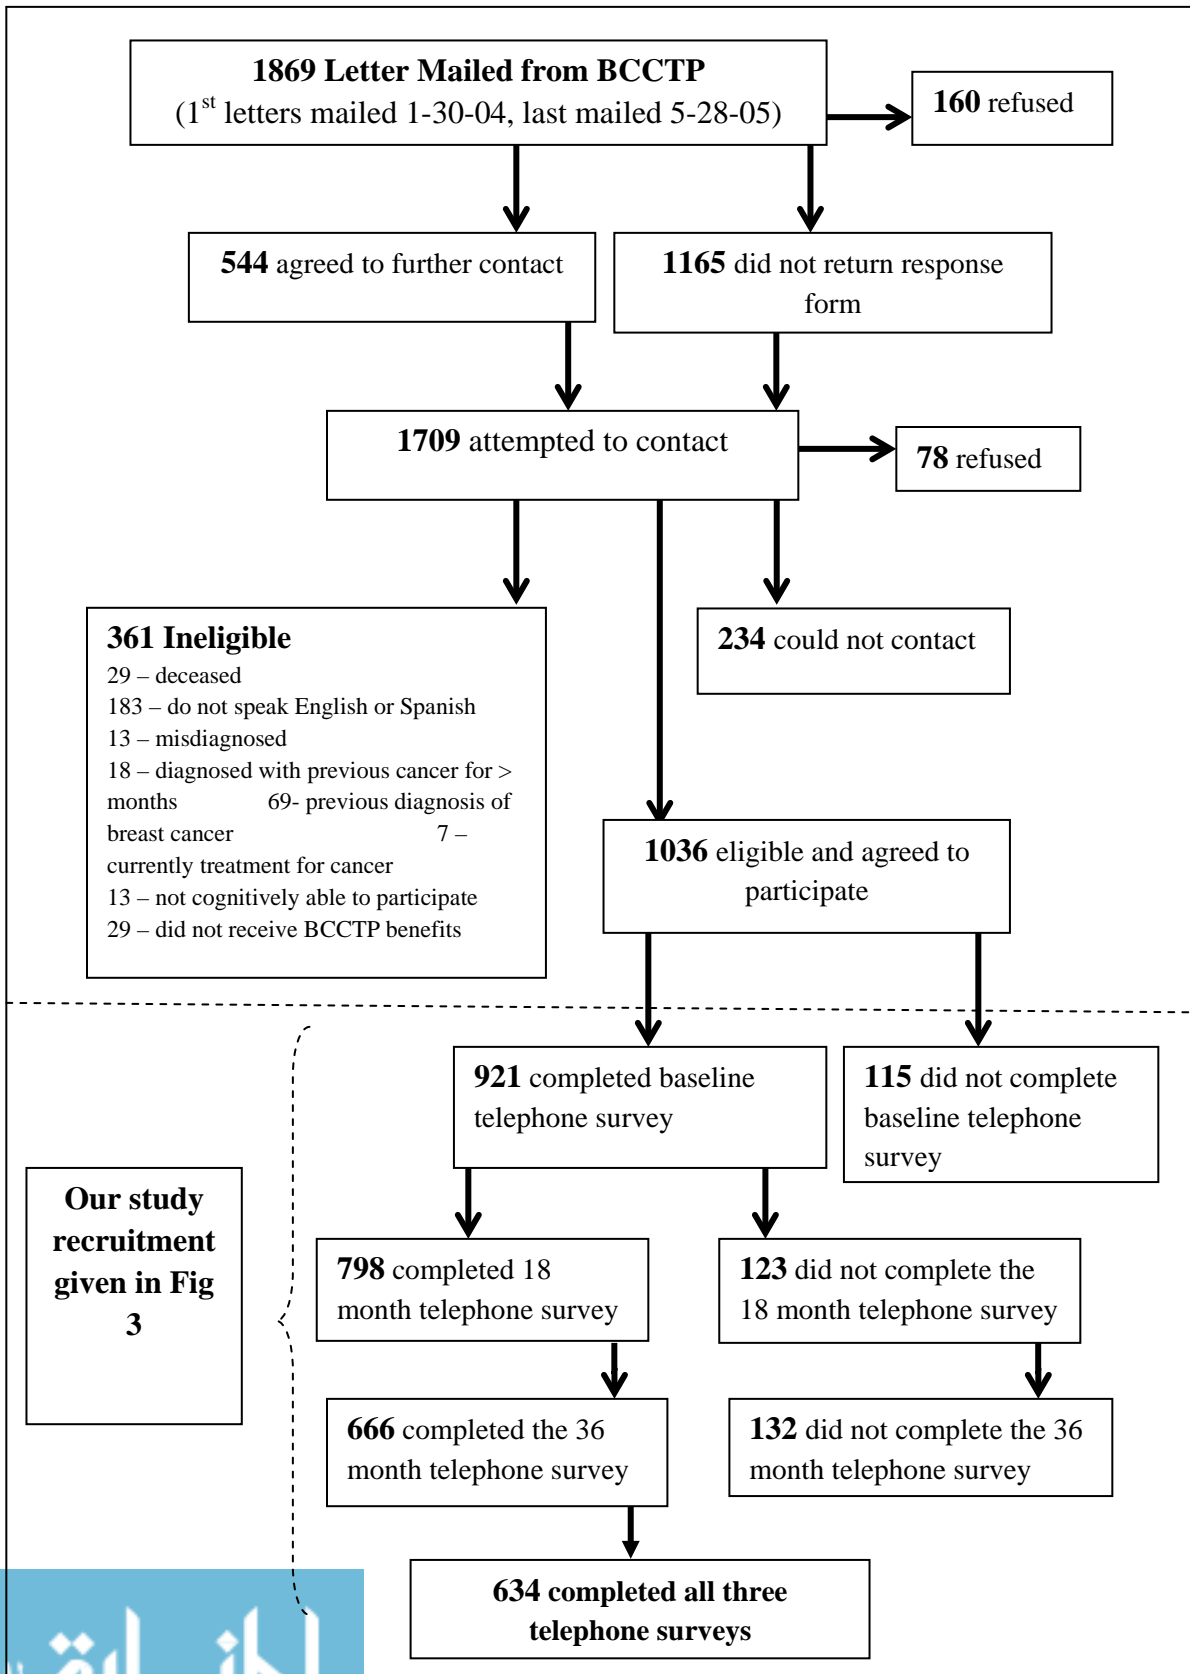 1869 Letter Mailed from BCCTP
(1st letters mailed 1-30-04, last mailed 5-28-05)
160 refused
544 agreed to further contact
1165 did not return response
form
1709 attempted to contact
78 refused
361 Ineligible
29 – deceased
183 – do not speak English or Spanish
13 – misdiagnosed
18 – diagnosed with previous cancer for >
months 69- previous diagnosis of
breast cancer 7 –
currently treatment for cancer
13 – not cognitively able to participate
29 – did not receive BCCTP benefits
234 could not contact
1036 eligible and agreed to
participate
921 completed baseline
telephone survey
115 did not complete
baseline telephone
survey
Our study
recruitment
given in Fig
3
798 completed 18
month telephone survey
123 did not complete the
18 month telephone survey
666 completed the 36
month telephone survey
132 did not complete the 36
month telephone survey
634 completed all three
telephone surveys